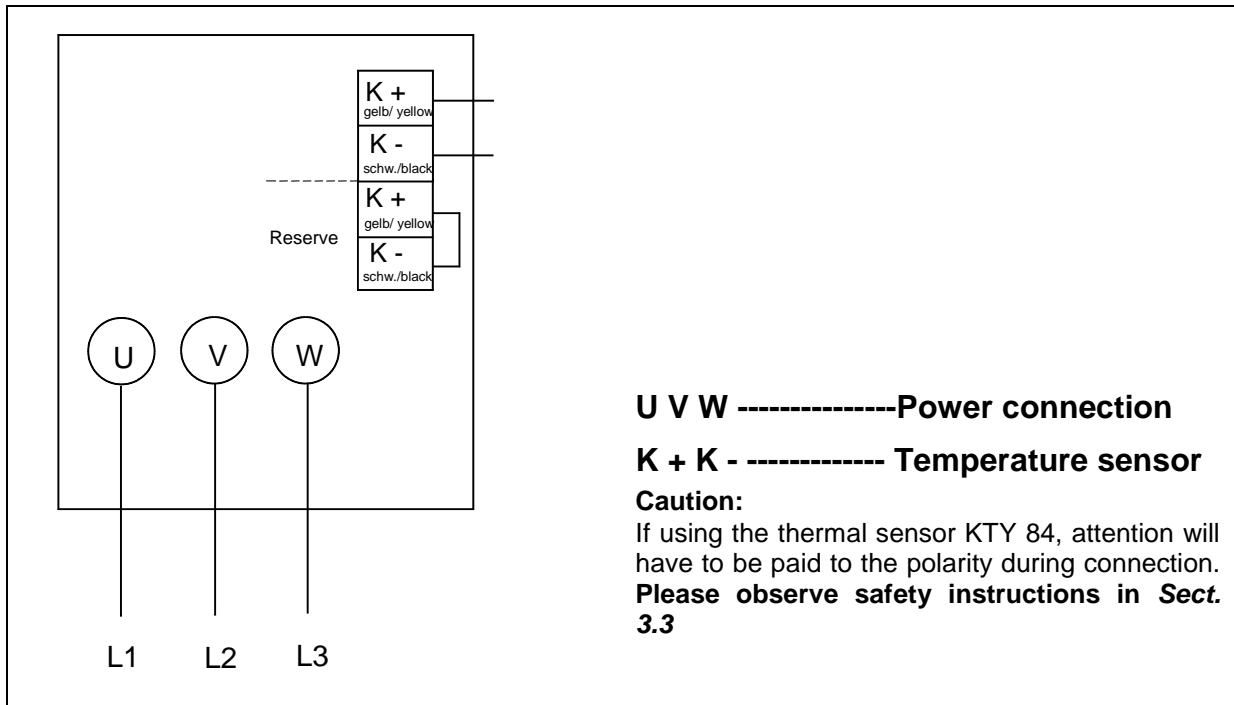 K +
gelb/ yellow
K -
schw./black
K +
gelb/ yellow
Reserve
K -
schw./black
U V W
L1 L2 L3
U V W ---------------Power connection
K + K - ------------- Temperature sensor
Caution:
If using the thermal sensor KTY 84, attention will
have to be paid to the polarity during connection.
Please observe safety instructions in Sect.
3.3